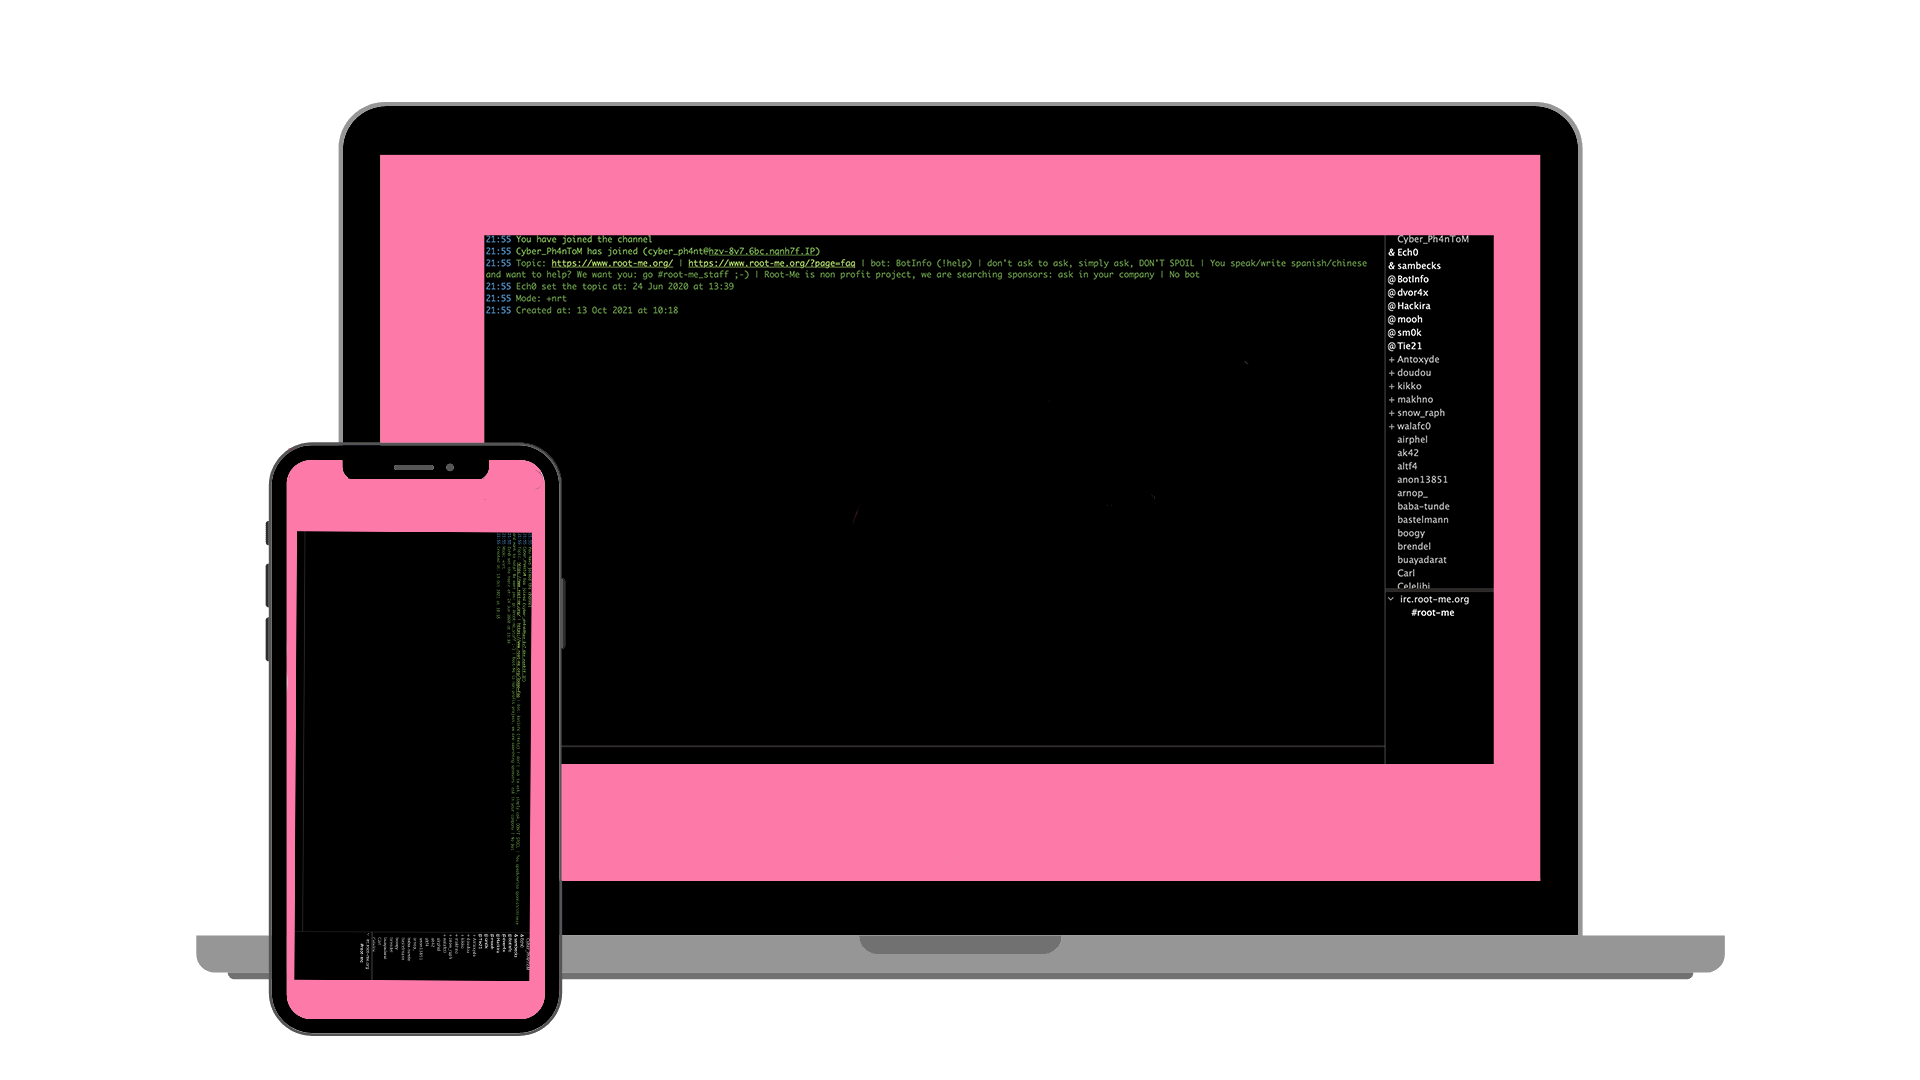 21:55 You have joined the channel
21:55 Cyber_Ph4nToM has joined (cyber_ph4nt@hzv-8v7.6bc.nqnh7f.IP)
21:55 Topic: https://www.root-me.org/ | https://www.root-me.org/?page=faq | bot: BotInfo (!help) | don't ask to ask, simply ask, DON'T SPOIL | You speak/write spanish/chinese
and want to help? We want you: go #root-me_staff ;-) | Root-Me is non profit project, we are searching sponsors: ask in your company | No bot
21:55 Ech0 set the topic at: 24 Jun 2020 at 13:39
21:55 Mode: +nrt
21:55 Created at: 13 Oct 2021 at 10:18
Cyber_Ph4nToM
& Ech0
& sambecks
@BotInfo
@dvor4x
@Hackira
@mooh
@sm0k
@Tie21
+ Antoxyde
+ doudou
+ kikko
+ makhno
+ snow_raph
+ walafc0
airphel
ak42
altf4
anon13851
arnop_
baba-tunde
bastelmann
boogy
brendel
buayadarat
Carl
Celelibi
irc.root-me.org
#root-me